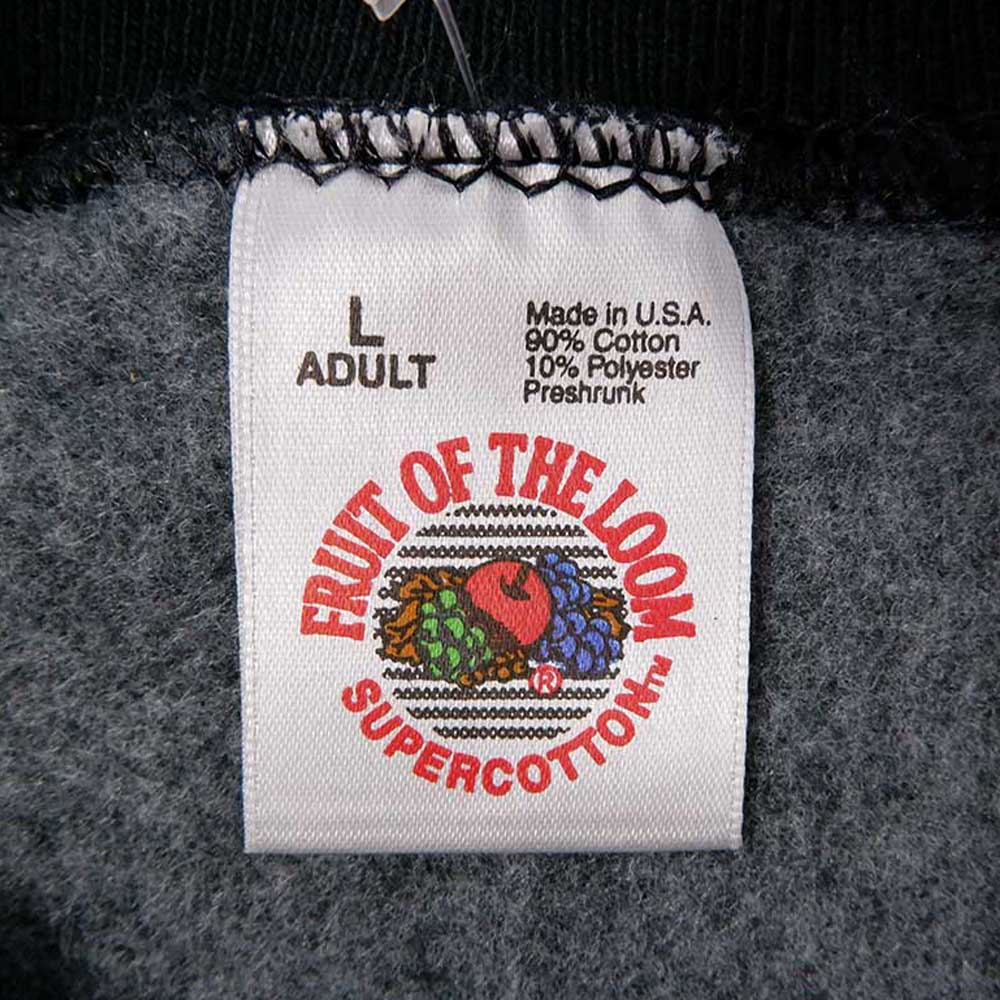 L
ADULT
Made in U.S.A.
90% Cotton
10% Polyester
Preshrunk
FRUIT OF THE LOOM
®
SUPERCOTTON™